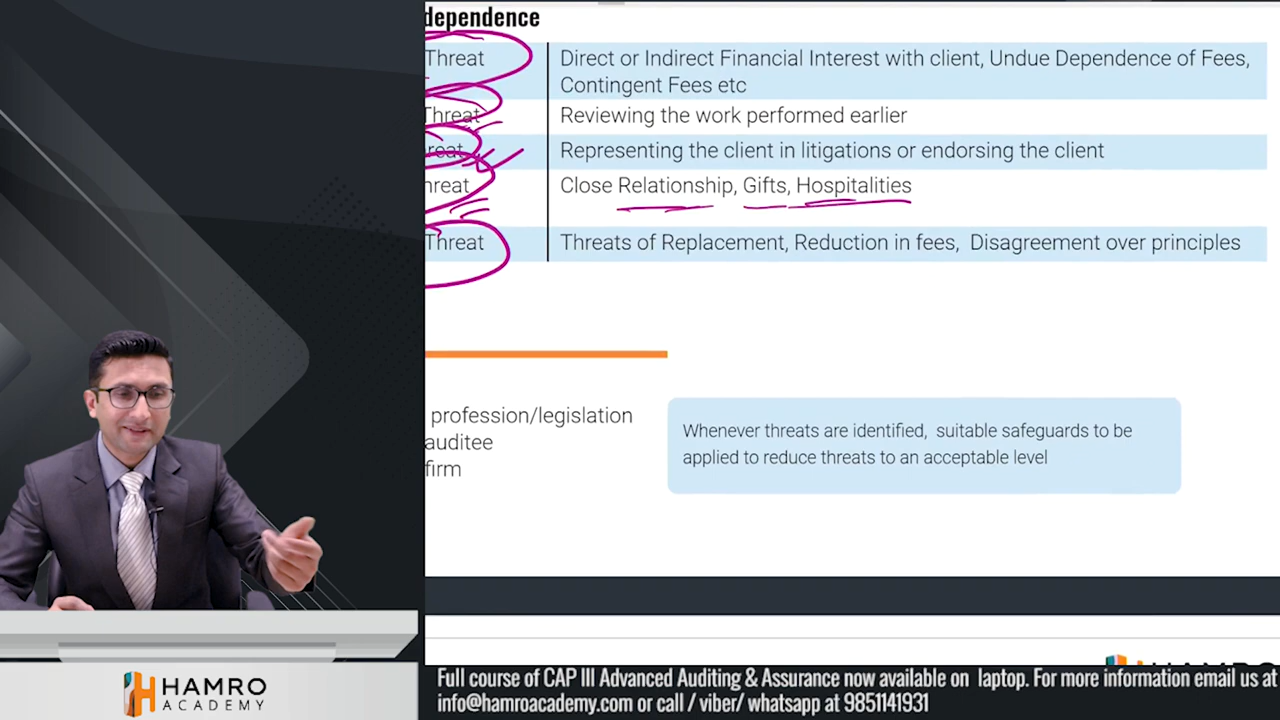 dependence
Threat
Direct or Indirect Financial Interest with client, Undue Dependence of Fees,
Contingent Fees etc
Threat
Reviewing the work performed earlier
reat
Representing the client in litigations or endorsing the client
hreat
Close Relationship, Gifts, Hospitalities
Threat
Threats of Replacement, Reduction in fees, Disagreement over principles
profession/legislation
auditee
firm
Whenever threats are identified, suitable safeguards to be
applied to reduce threats to an acceptable level
HAMRO
ACADEMY
HAMRO
Full course of CAP III Advanced Auditing & Assurance now available on laptop. For more information email us at
info@hamroacademy.com or call / viber/ whatsapp at 9851141931